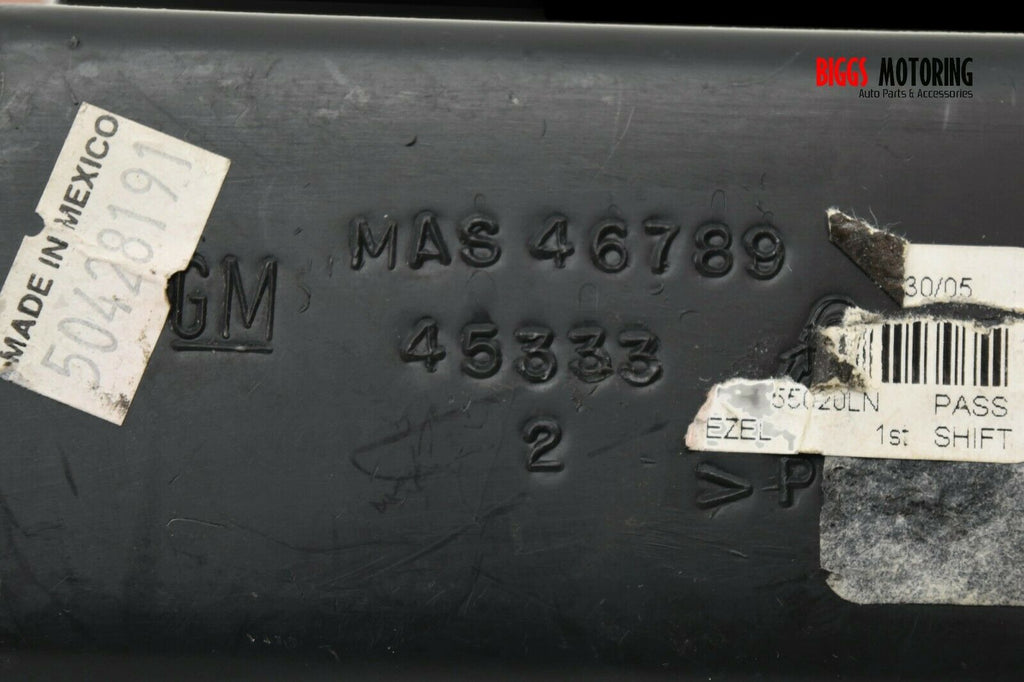 BIGGS MOTORING
Auto Parts & Accessories
MADE IN MEXICO
50428191
GM
MAS 46789
45333
2
30/05
PASS
EZEL 1st SHIFT
>P